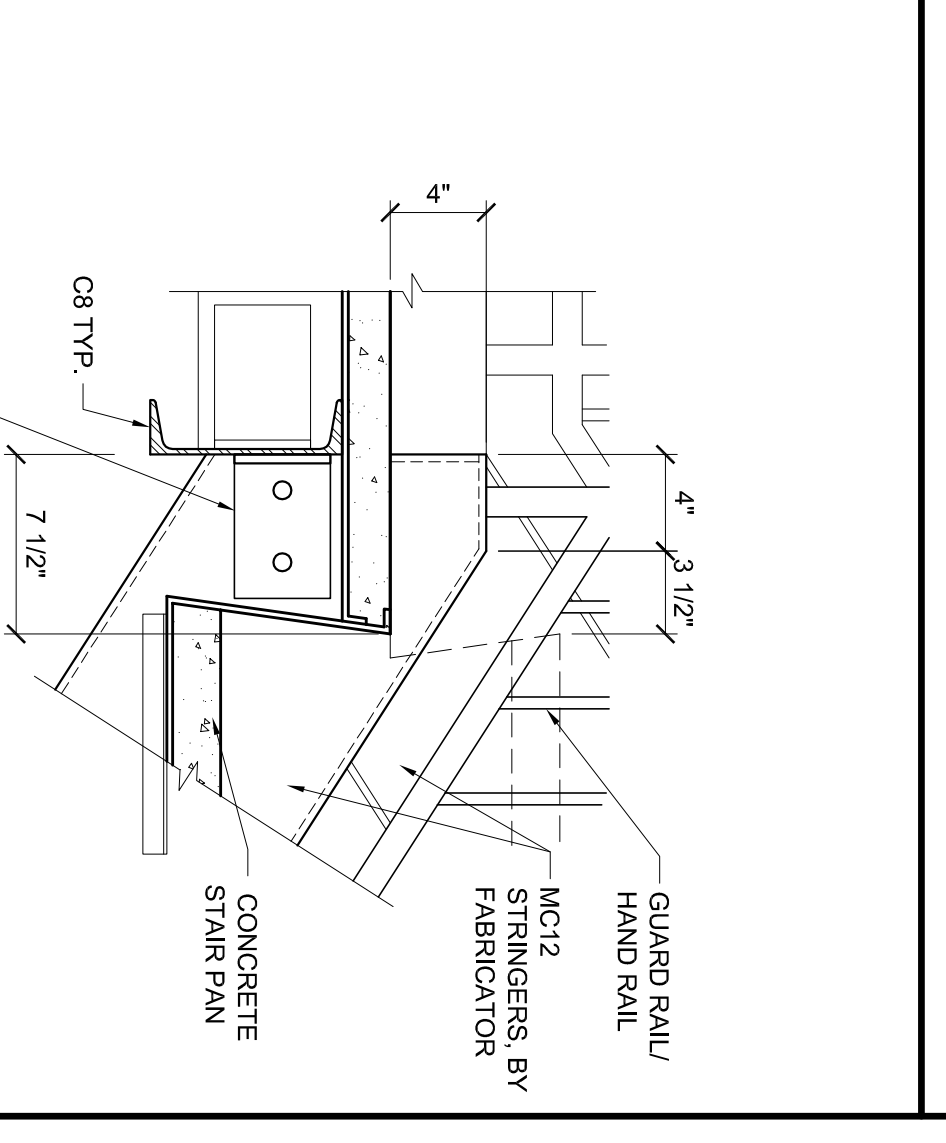 4"
C8 TYP.
4"
3 1/2"
7 1/2"
GUARD RAIL/
HAND RAIL
MC12
STRINGERS, BY
FABRICATOR
CONCRETE
STAIR PAN